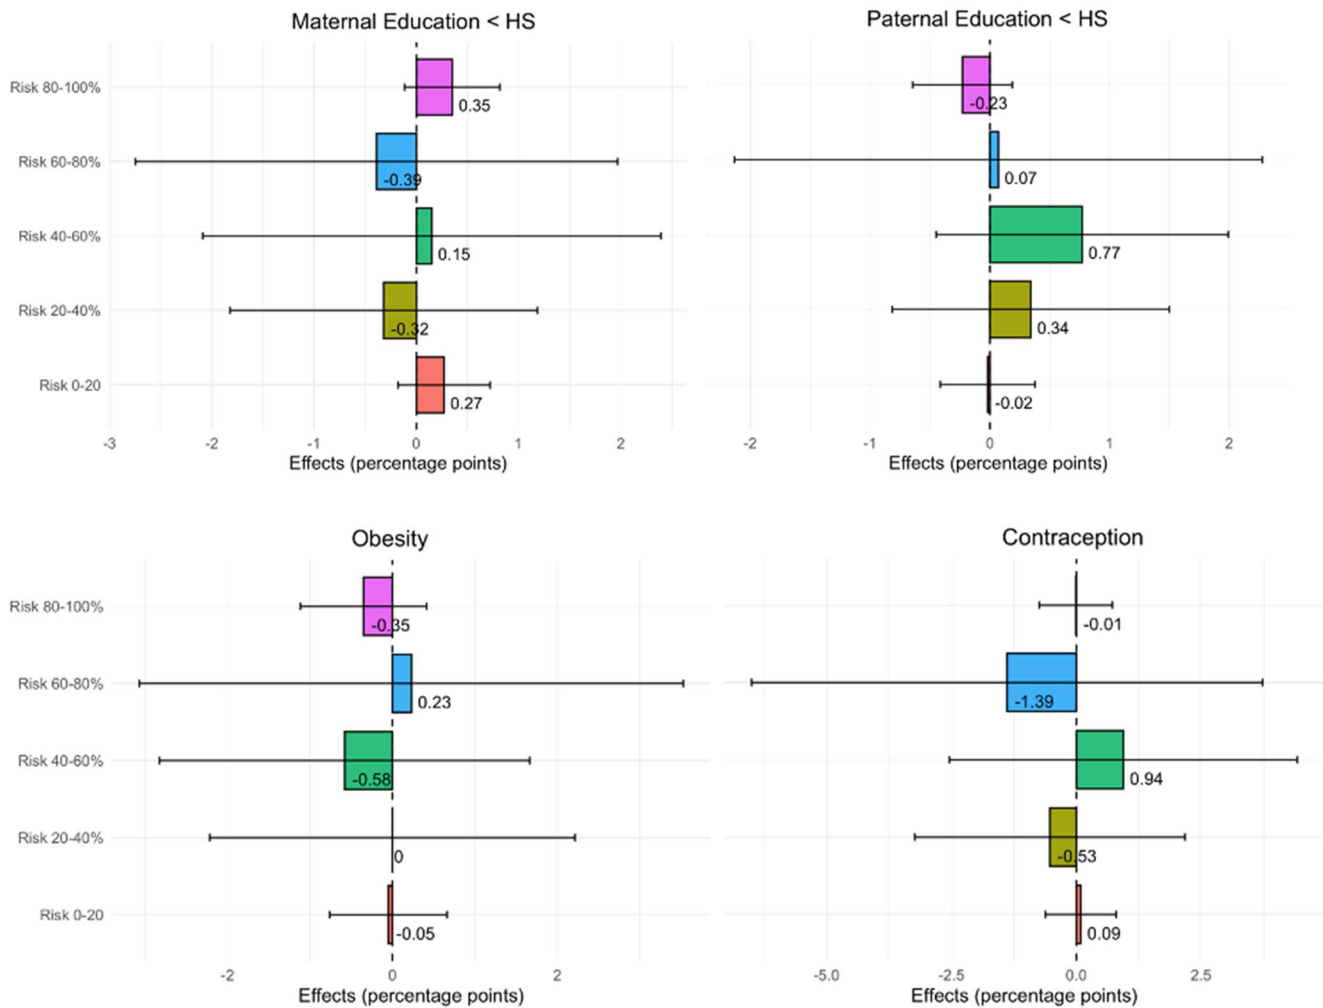 Maternal Education < HS
Risk 80-100%
0.35
Risk 60-80%
-0.39
Risk 40-60%
0.15
Risk 20-40%
-0.32
Risk 0-20
0.27
-3 -2 -1 0 1 2
Effects (percentage points)
Paternal Education < HS
-0.23
0.07
0.77
0.34
-0.02
-2 -1 0 1 2
Effects (percentage points)
Obesity
Risk 80-100%
-0.35
Risk 60-80%
0.23
Risk 40-60%
-0.58
Risk 20-40%
0
Risk 0-20
-0.05
-2 0 2
Effects (percentage points)
Contraception
-0.01
-1.39
0.94
-0.53
0.09
-5.0 -2.5 0.0 2.5
Effects (percentage points)